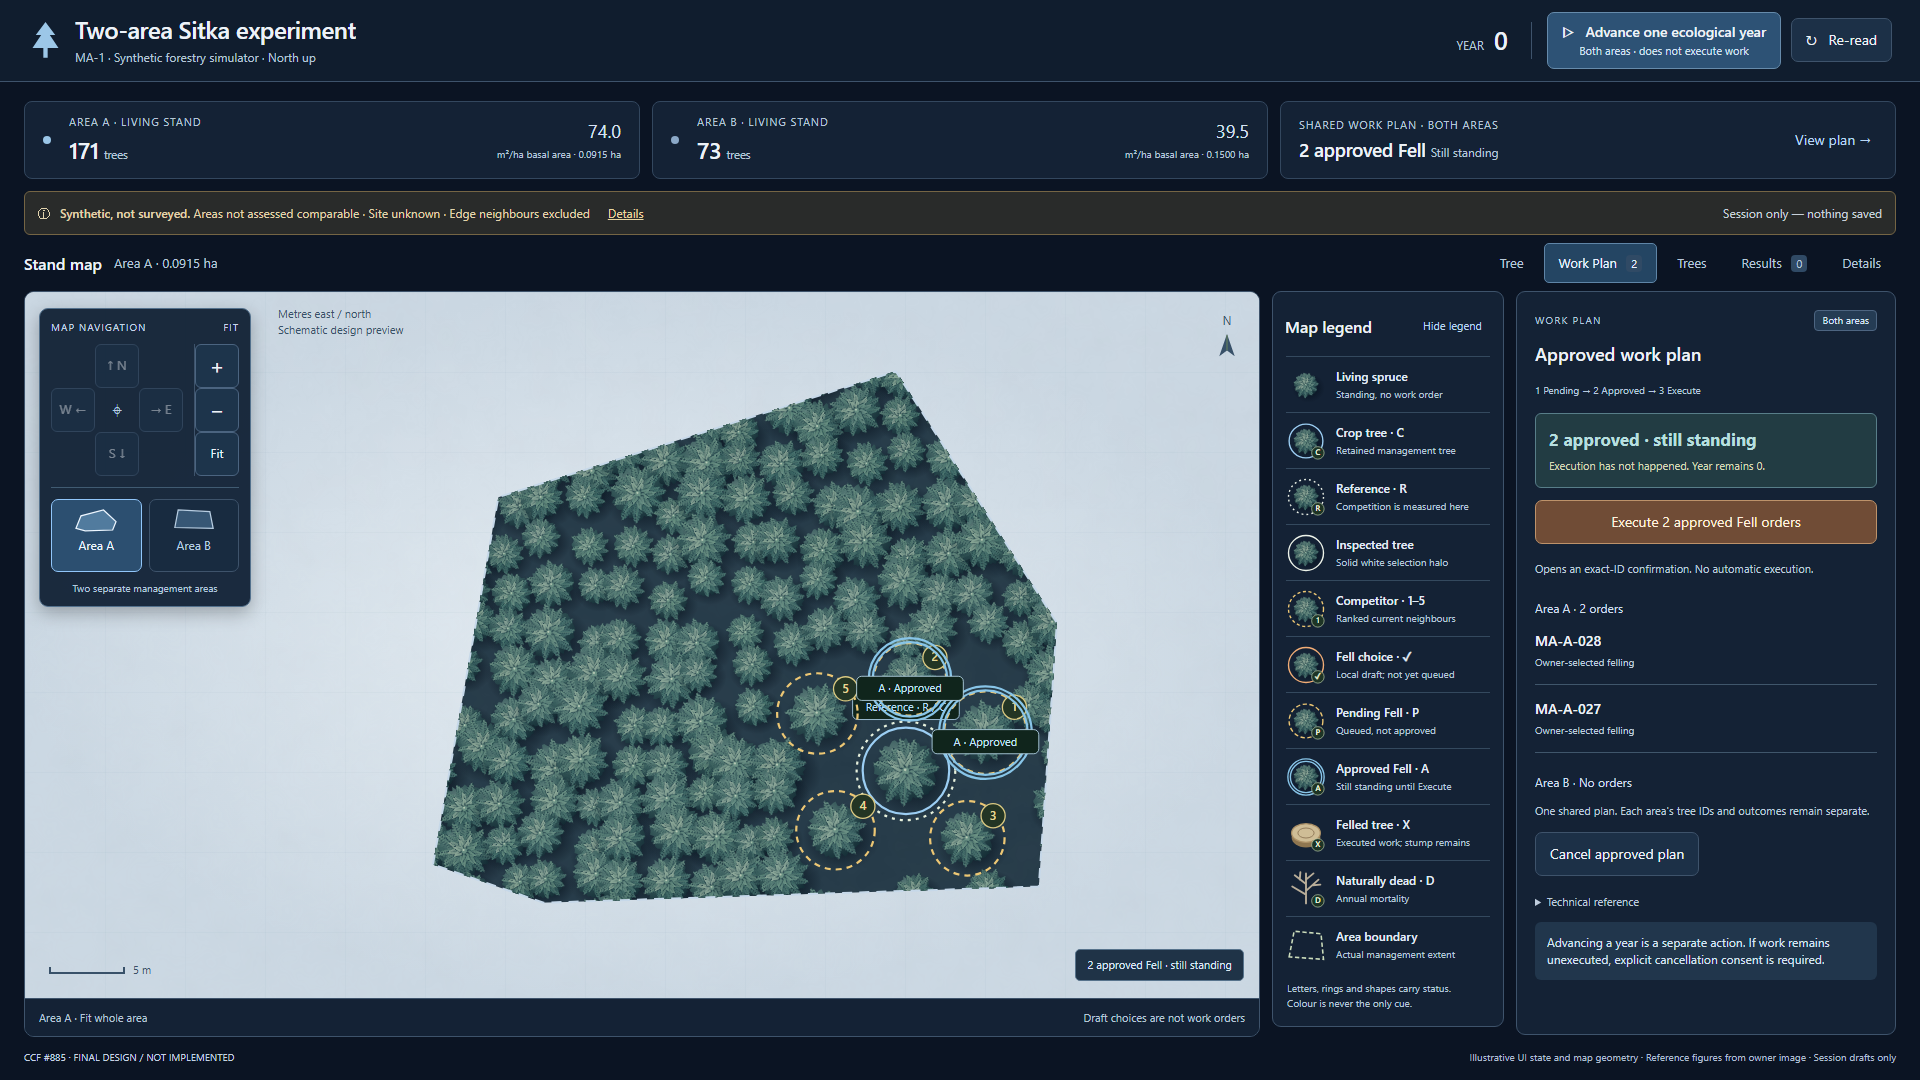 Two-area Sitka experiment
MA-1 · Synthetic forestry simulator · North up
YEAR 0
Advance one ecological year
Both areas · does not execute work
↻ Re-read
AREA A · LIVING STAND
171 trees
74.0
m²/ha basal area · 0.0915 ha
AREA B · LIVING STAND
73 trees
39.5
m²/ha basal area · 0.1500 ha
SHARED WORK PLAN · BOTH AREAS
2 approved Fell Still standing
View plan →
Synthetic, not surveyed. Areas not assessed comparable · Site unknown · Edge neighbours excluded Details
Session only — nothing saved
Stand map Area A · 0.0915 ha
Tree
Work Plan 2
Trees
Results 0
Details
MAP NAVIGATION FIT
↑ N
W ←
→ E
S ↓
+
−
Fit
Area A
Area B
Two separate management areas
Metres east / north
Schematic design preview
N
2
5
A · Approved
Reference · R
1
A · Approved
4
3
5 m
2 approved Fell · still standing
Area A · Fit whole area
Draft choices are not work orders
Map legend
Hide legend
Living spruce
Standing, no work order
C
Crop tree · C
Retained management tree
R
Reference · R
Competition is measured here
Inspected tree
Solid white selection halo
1
Competitor · 1–5
Ranked current neighbours
✓
Fell choice · ✓
Local draft; not yet queued
P
Pending Fell · P
Queued, not approved
A
Approved Fell · A
Still standing until Execute
X
Felled tree · X
Executed work; stump remains
D
Naturally dead · D
Annual mortality
Area boundary
Actual management extent
Letters, rings and shapes carry status.
Colour is never the only cue.
WORK PLAN
Both areas
Approved work plan
1 Pending → 2 Approved → 3 Execute
2 approved · still standing
Execution has not happened. Year remains 0.
Execute 2 approved Fell orders
Opens an exact-ID confirmation. No automatic execution.
Area A · 2 orders
MA-A-028
Owner-selected felling
MA-A-027
Owner-selected felling
Area B · No orders
One shared plan. Each area's tree IDs and outcomes remain separate.
Cancel approved plan
▶ Technical reference
Advancing a year is a separate action. If work remains
unexecuted, explicit cancellation consent is required.
CCF #885 · FINAL DESIGN / NOT IMPLEMENTED
Illustrative UI state and map geometry · Reference figures from owner image · Session drafts only